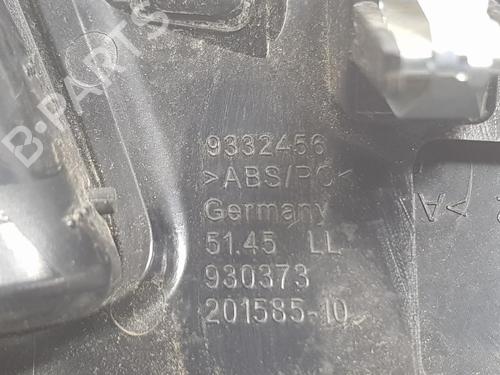 B-PARTS
9332456
>ABS/PC<
Germany
51.45 LL
930373
201585-10
>A